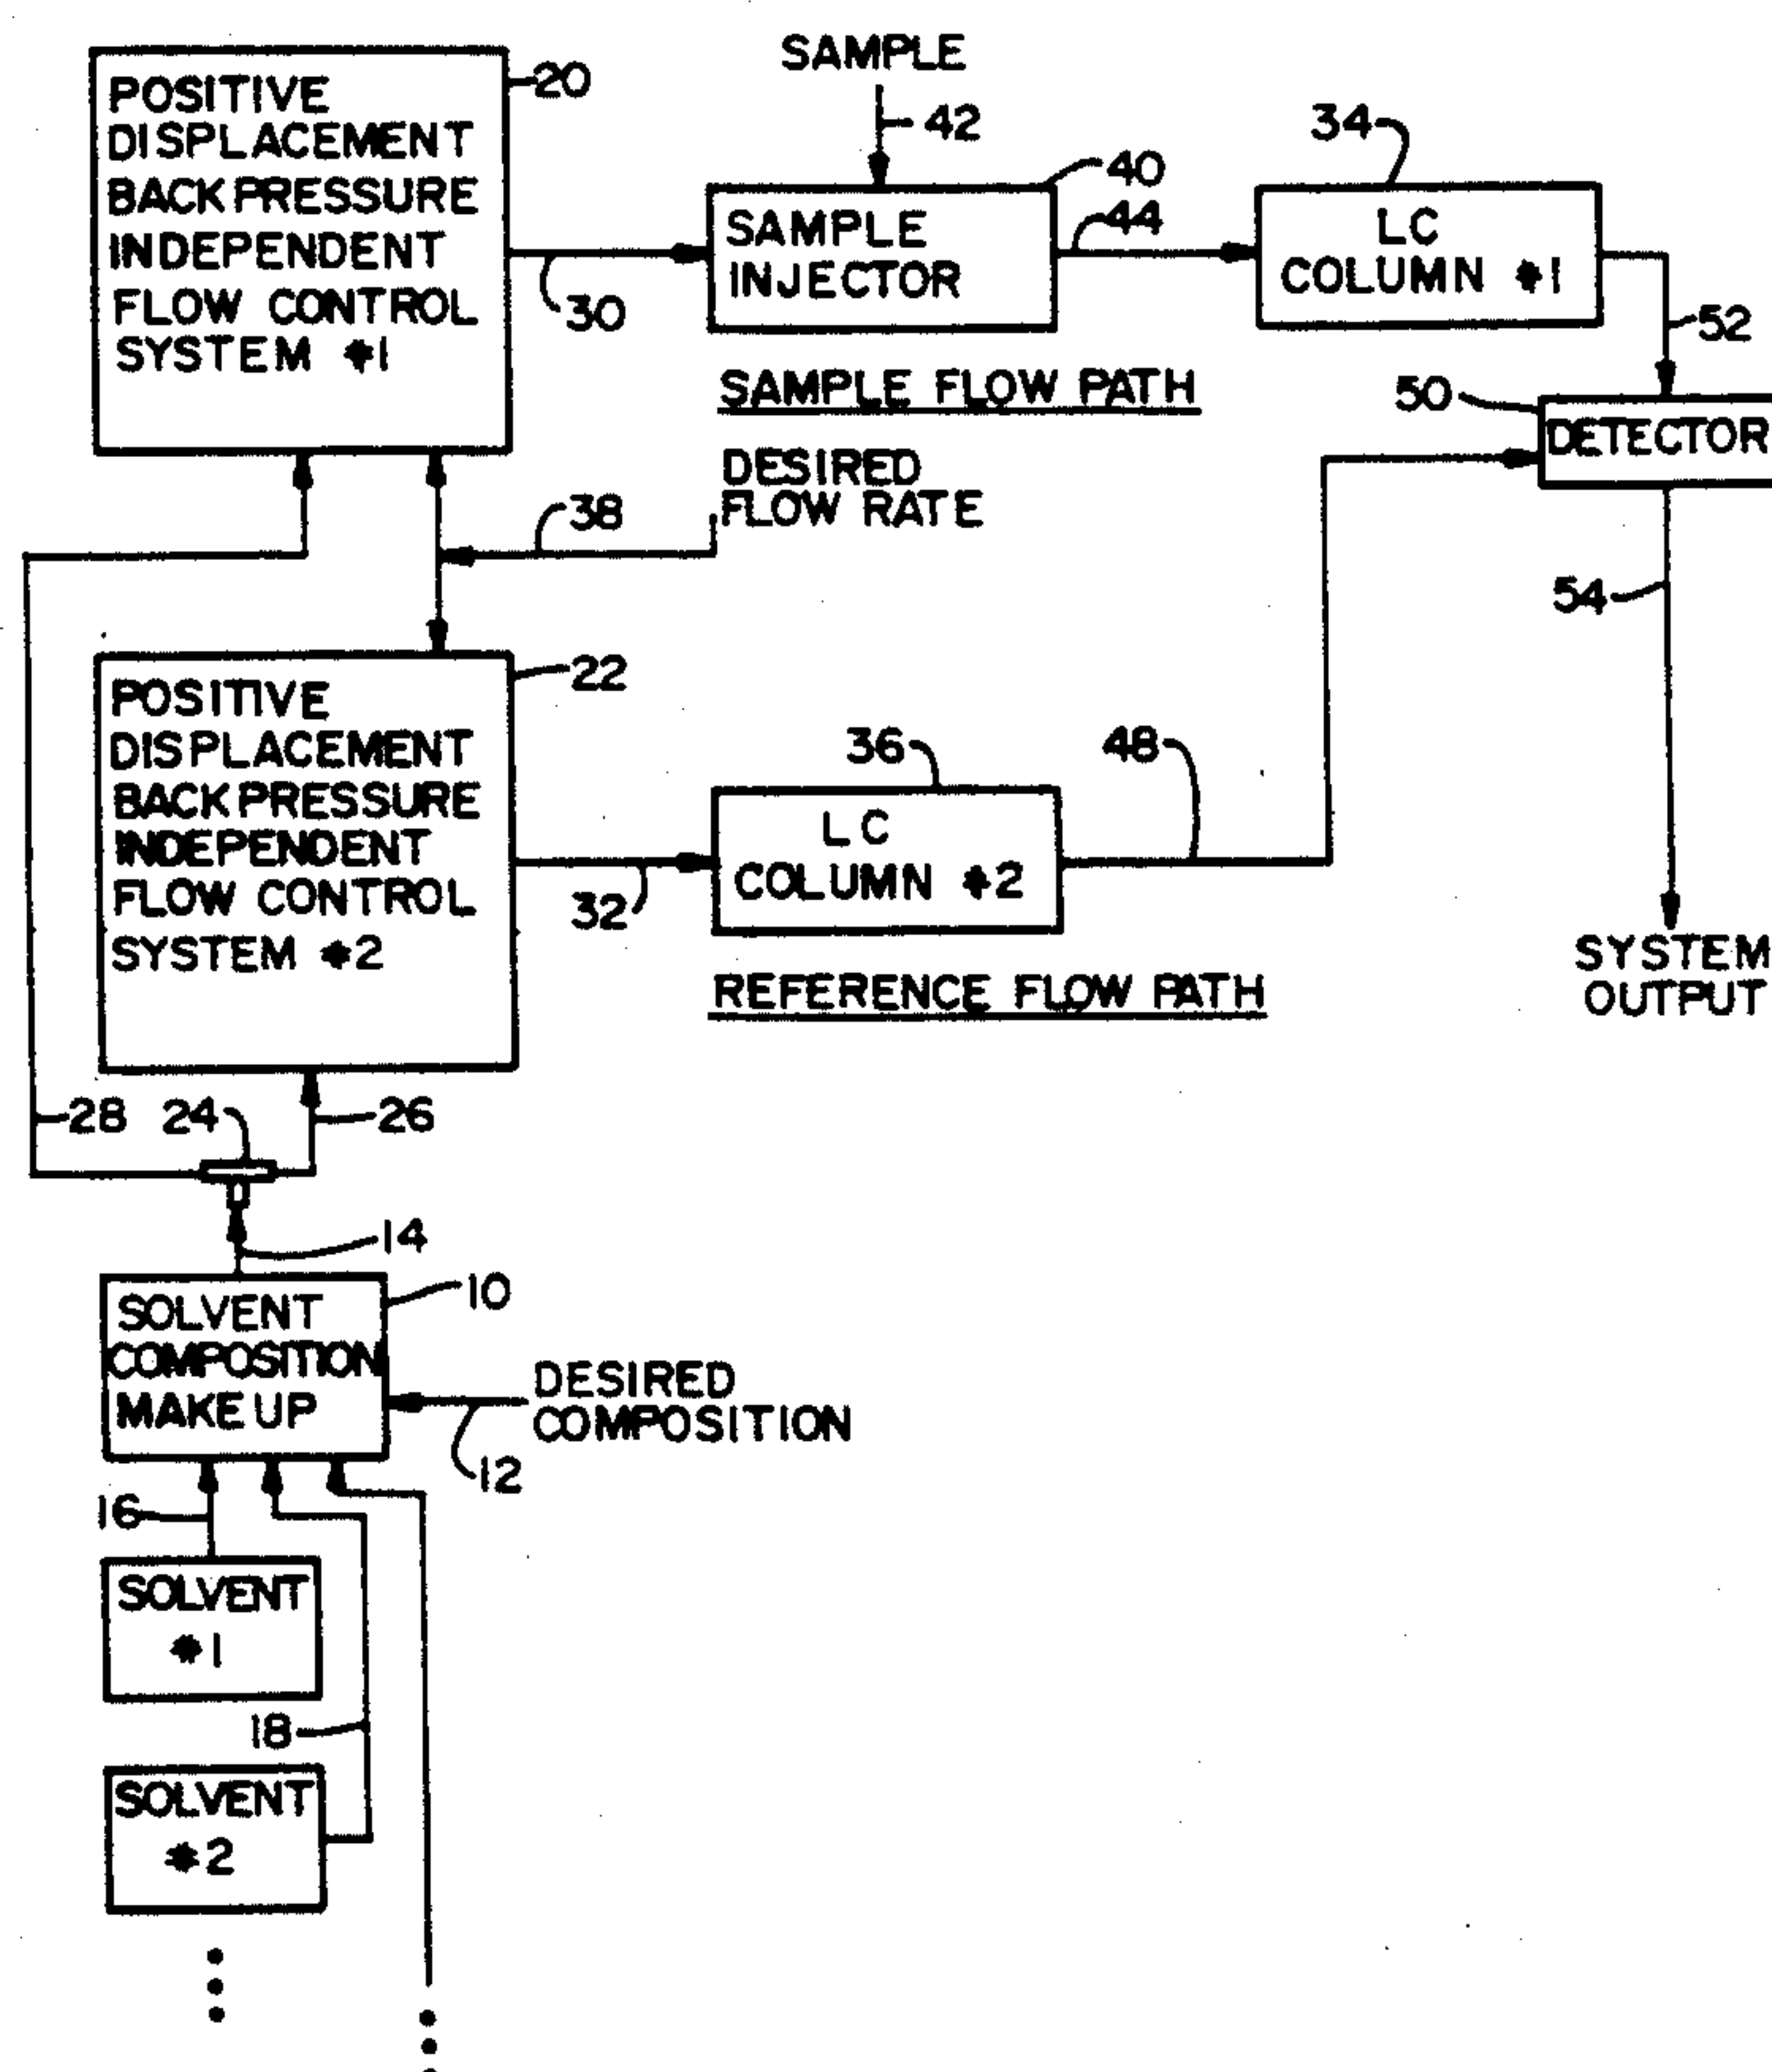 POSITIVE
DISPLACEMENT
BACK PRESSURE
INDEPENDENT
FLOW CONTROL
SYSTEM #1
20
SAMPLE
42
40
SAMPLE
INJECTOR
44
30
34
LC
COLUMN #1
52
SAMPLE FLOW PATH
50
DETECTOR
DESIRED
FLOW RATE
38
54
22
POSITIVE
DISPLACEMENT
BACK PRESSURE
INDEPENDENT
FLOW CONTROL
SYSTEM #2
36
48
LC
COLUMN #2
32
REFERENCE FLOW PATH
SYSTEM
OUTPUT
28
24
26
14
10
SOLVENT
COMPOSITION
MAKE UP
DESIRED
COMPOSITION
12
16
SOLVENT
#1
18
SOLVENT
#2